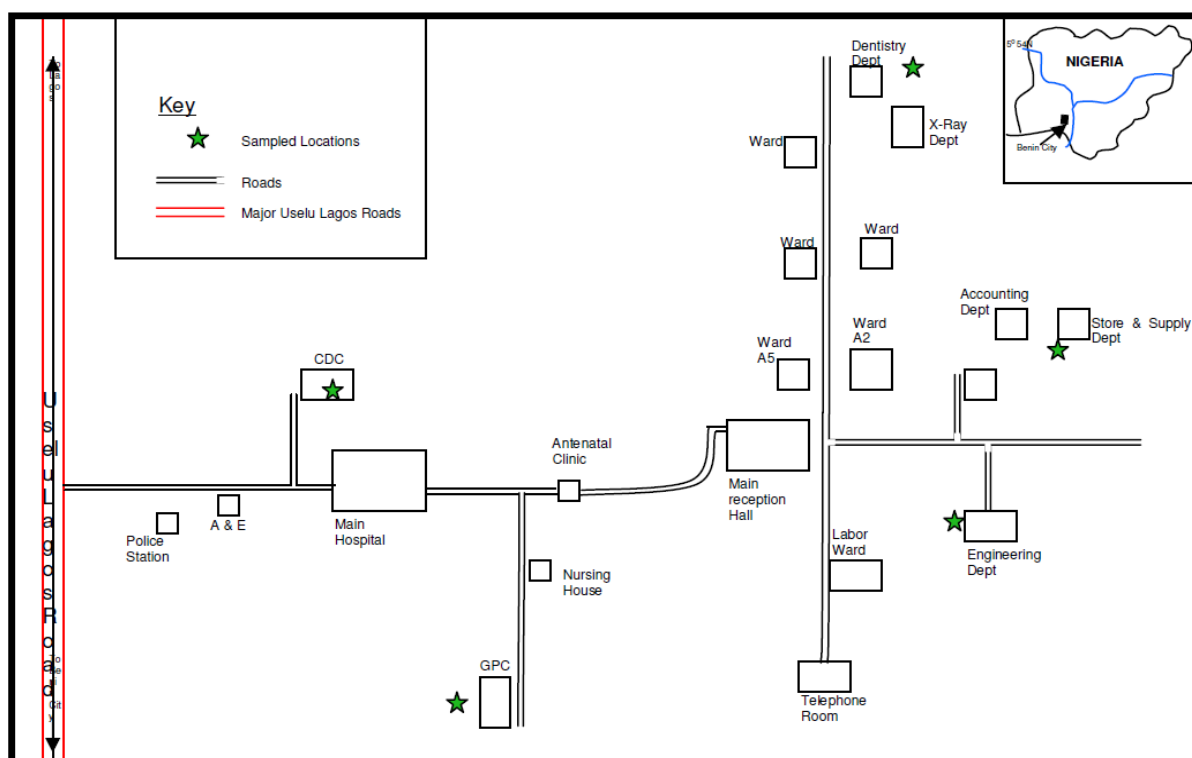 Key
Sampled Locations
Roads
Major Uselu Lagos Roads
Dentistry
Dept
X-Ray
Dept
5° 54N
NIGERIA
Benin City
Ward
Ward
Ward
Accounting
Dept
Store & Supply
Dept
Ward
A5
Ward
A2
CDC
Antenatal
Clinic
Main
reception
Hall
Main
Hospital
A & E
Police
Station
Nursing
House
Labor
Ward
Engineering
Dept
GPC
Telephone
Room
Uselu Lagos Road